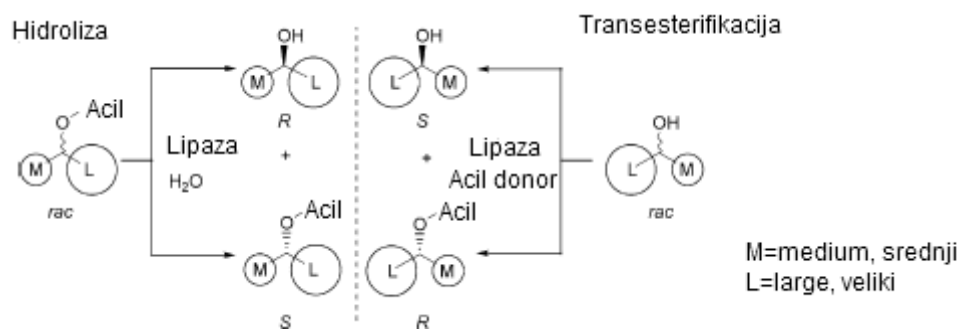 Hidroliza
Transesterifikacija
OH
M
L
R
OH
L
M
S
O
Acil
M
L
rac
Lipaza
H₂O
+
+
Lipaza
Acil donor
OH
L
M
rac
O
Acil
M
L
S
O
Acil
L
M
R
M=medium, srednji
L=large, veliki